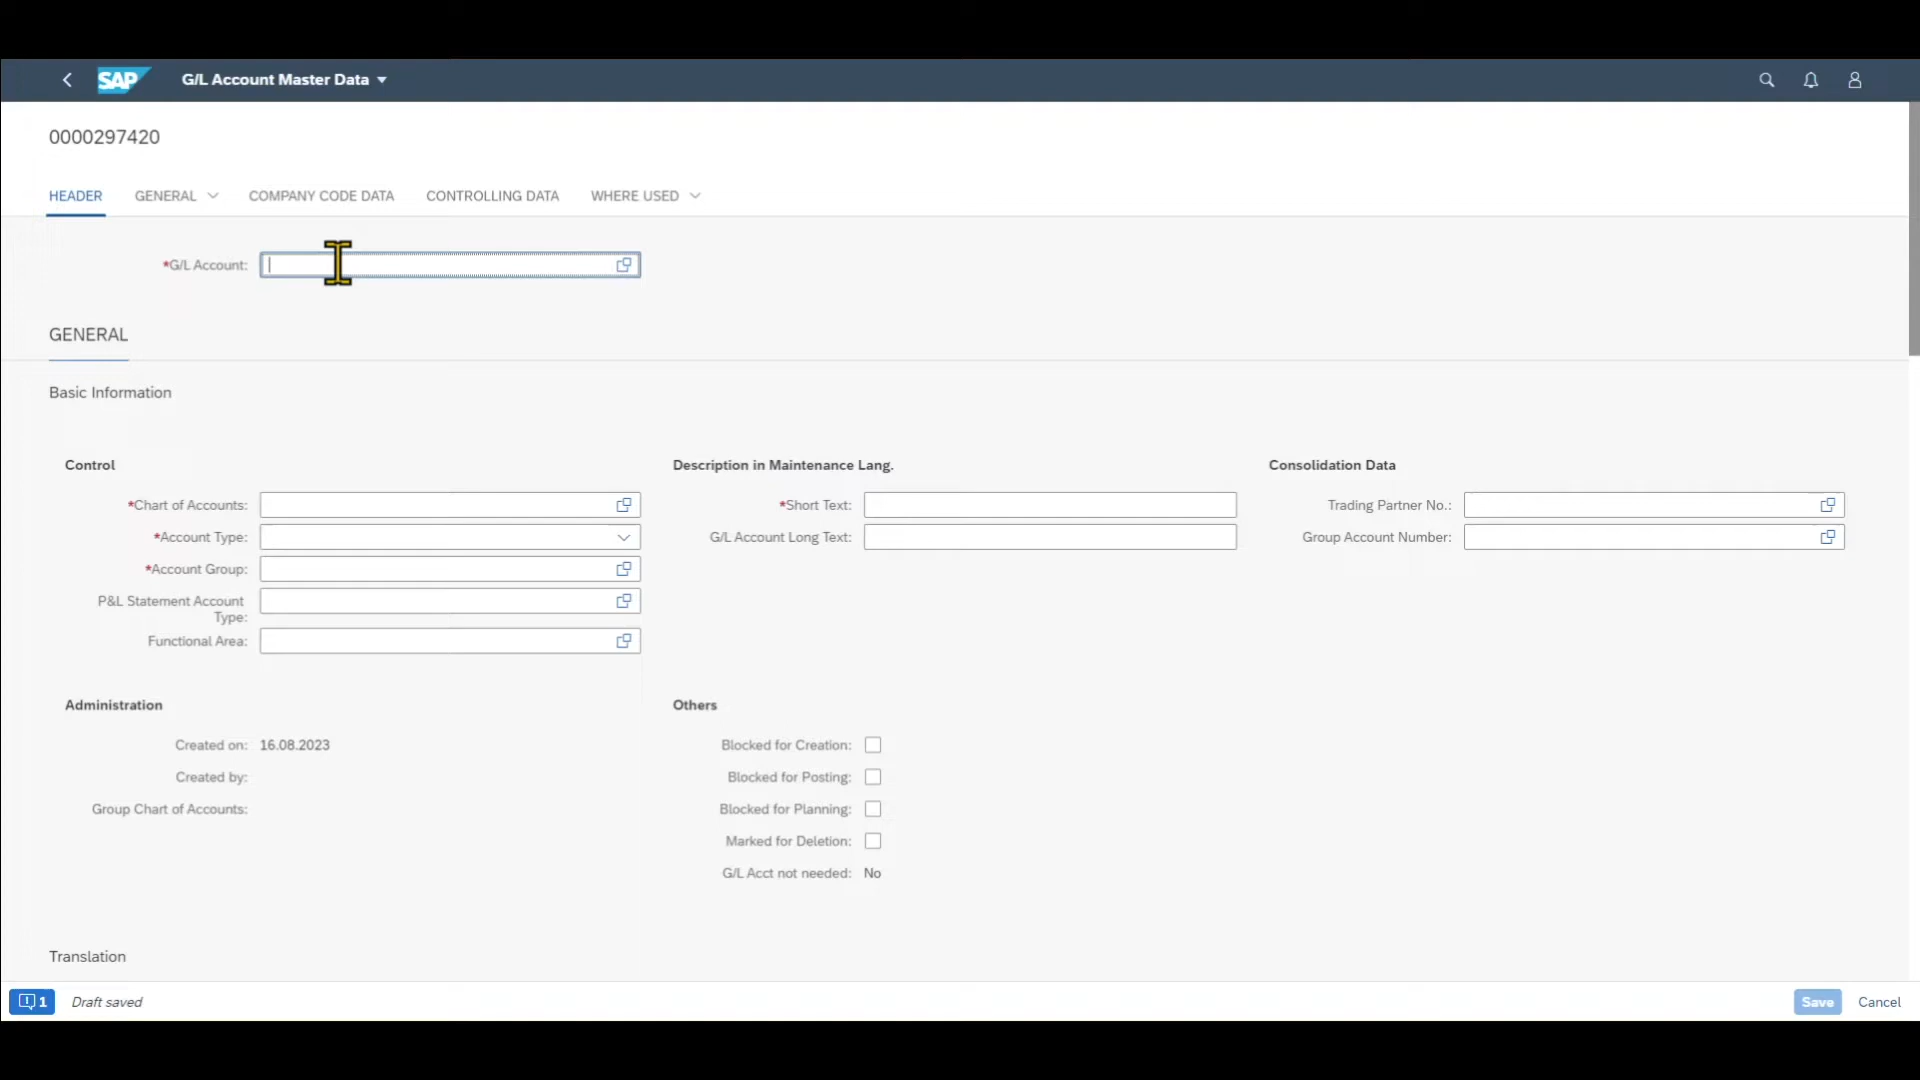 SAP G/L Account Master Data
0000297420
HEADER GENERAL COMPANY CODE DATA CONTROLLING DATA WHERE USED
*G/L Account:
GENERAL
Basic Information
Control
*Chart of Accounts:
*Account Type:
*Account Group:
P&L Statement Account
Type:
Functional Area:
Description in Maintenance Lang.
*Short Text:
G/L Account Long Text:
Consolidation Data
Trading Partner No.:
Group Account Number:
Administration
Created on: 16.08.2023
Created by:
Group Chart of Accounts:
Others
Blocked for Creation:
Blocked for Posting:
Blocked for Planning:
Marked for Deletion:
G/L Acct not needed: No
Translation
1 Draft saved Save Cancel